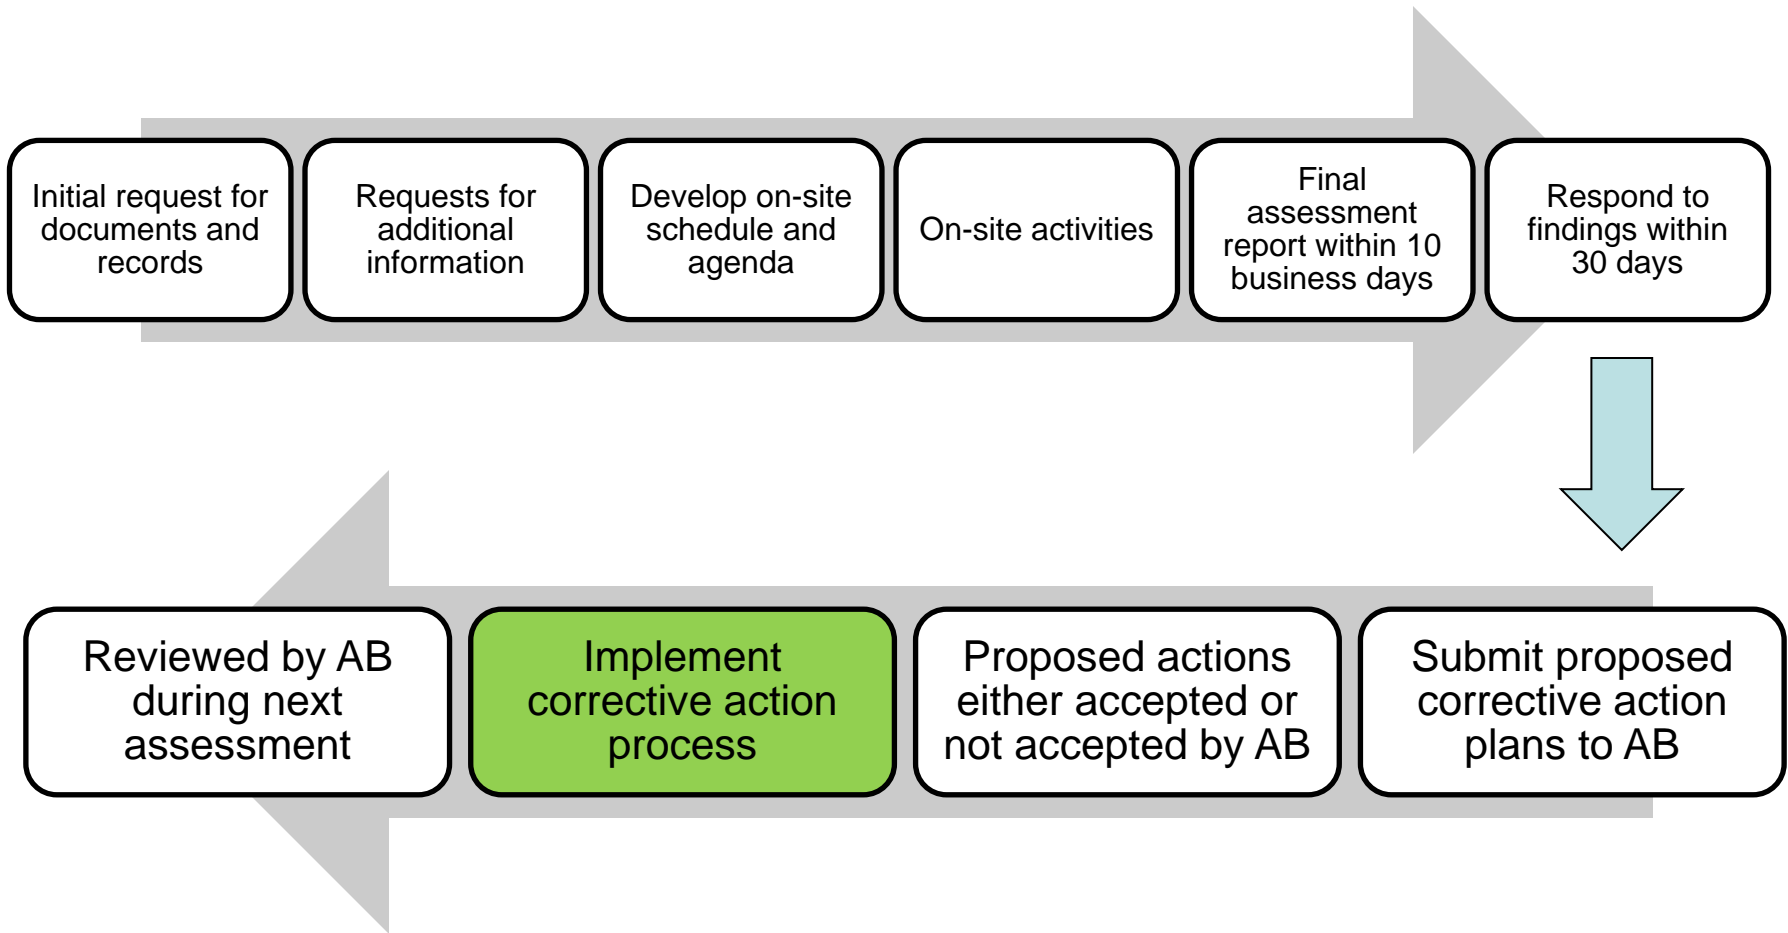 Initial request for
documents and
records
Requests for
additional
information
Develop on-site
schedule and
agenda
On-site activities
Final
assessment
report within 10
business days
Respond to
findings within
30 days
Reviewed by AB
during next
assessment
Implement
corrective action
process
Proposed actions
either accepted or
not accepted by AB
Submit proposed
corrective action
plans to AB